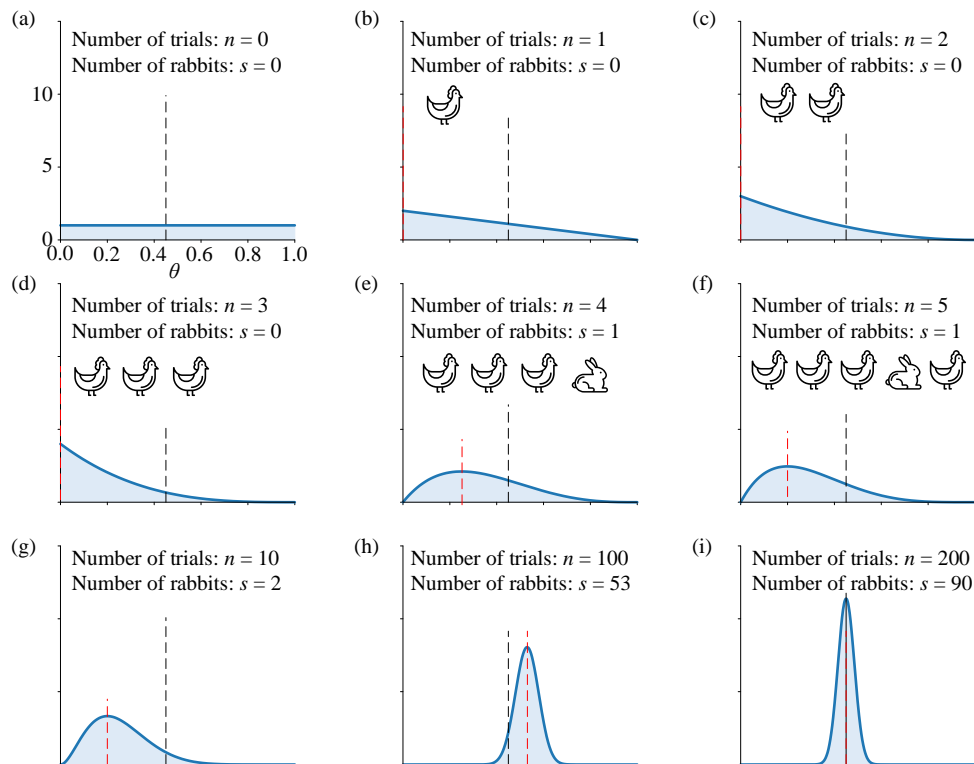 (a)
Number of trials: n = 0
Number of rabbits: s = 0
10
5
0
0.0 0.2 0.4 0.6 0.8 1.0
θ
(b)
Number of trials: n = 1
Number of rabbits: s = 0
(c)
Number of trials: n = 2
Number of rabbits: s = 0
(d)
Number of trials: n = 3
Number of rabbits: s = 0
(e)
Number of trials: n = 4
Number of rabbits: s = 1
(f)
Number of trials: n = 5
Number of rabbits: s = 1
(g)
Number of trials: n = 10
Number of rabbits: s = 2
(h)
Number of trials: n = 100
Number of rabbits: s = 53
(i)
Number of trials: n = 200
Number of rabbits: s = 90